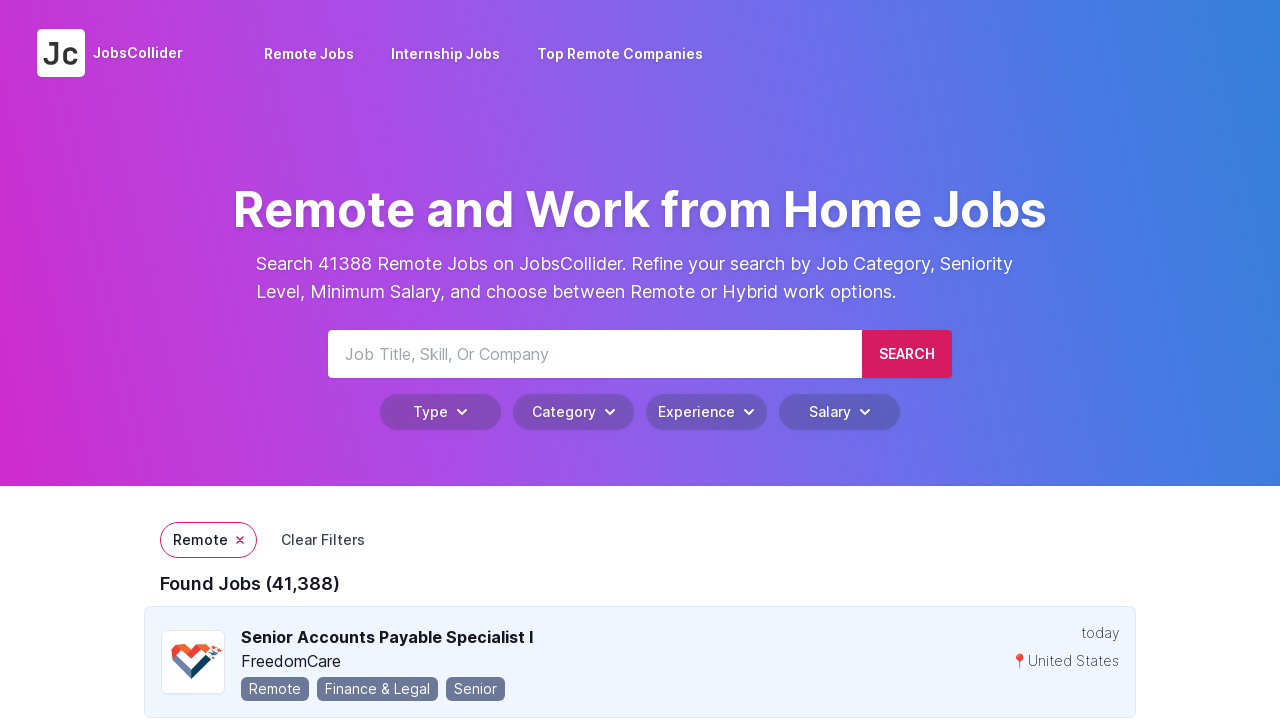 Jc JobsCollider Remote Jobs Internship Jobs Top Remote Companies
Remote and Work from Home Jobs
Search 41388 Remote Jobs on JobsCollider. Refine your search by Job Category, Seniority
Level, Minimum Salary, and choose between Remote or Hybrid work options.
Job Title, Skill, Or Company SEARCH
Type Category Experience Salary
Remote × Clear Filters
Found Jobs (41,388)
Senior Accounts Payable Specialist I today
FreedomCare 📍United States
Remote Finance & Legal Senior